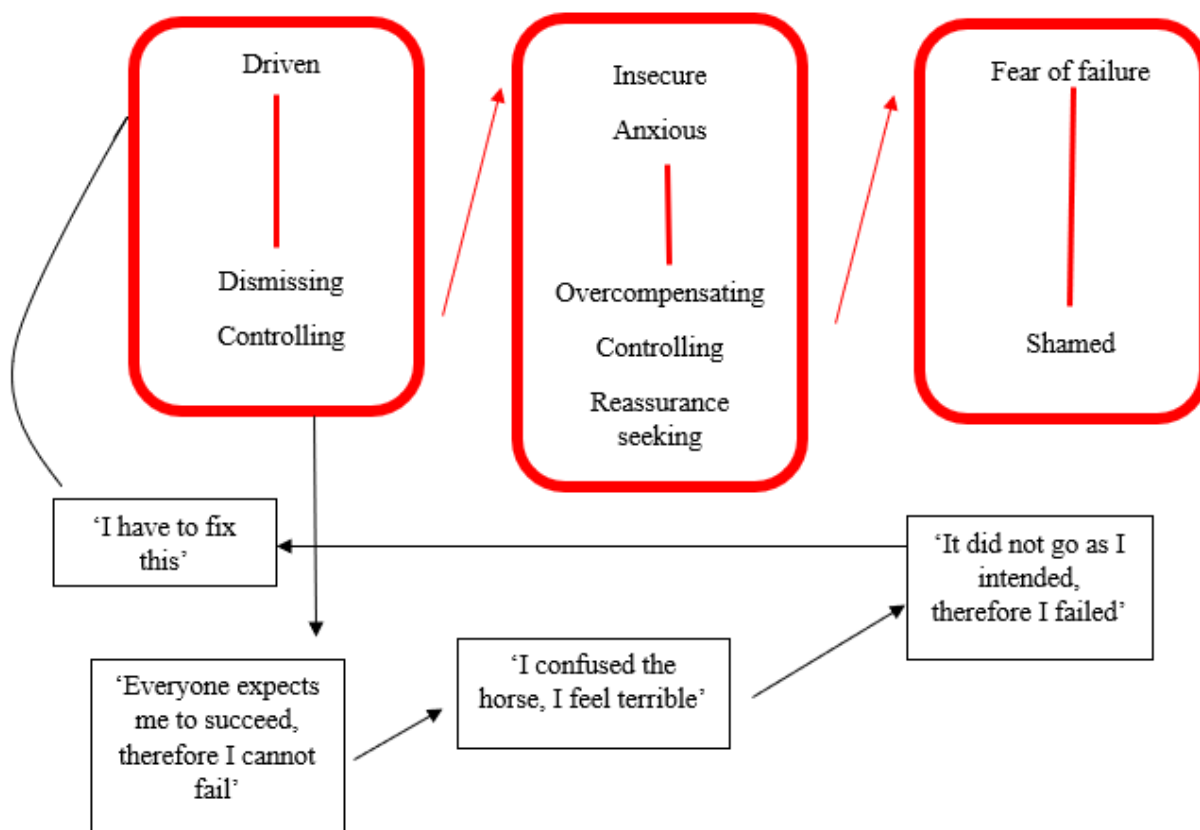 Driven
Dismissing
Controlling
Insecure
Anxious
Overcompensating
Controlling
Reassurance
seeking
Fear of failure
Shamed
‘I have to fix
this’
‘Everyone expects
me to succeed,
therefore I cannot
fail’
‘I confused the
horse, I feel terrible’
‘It did not go as I
intended,
therefore I failed’